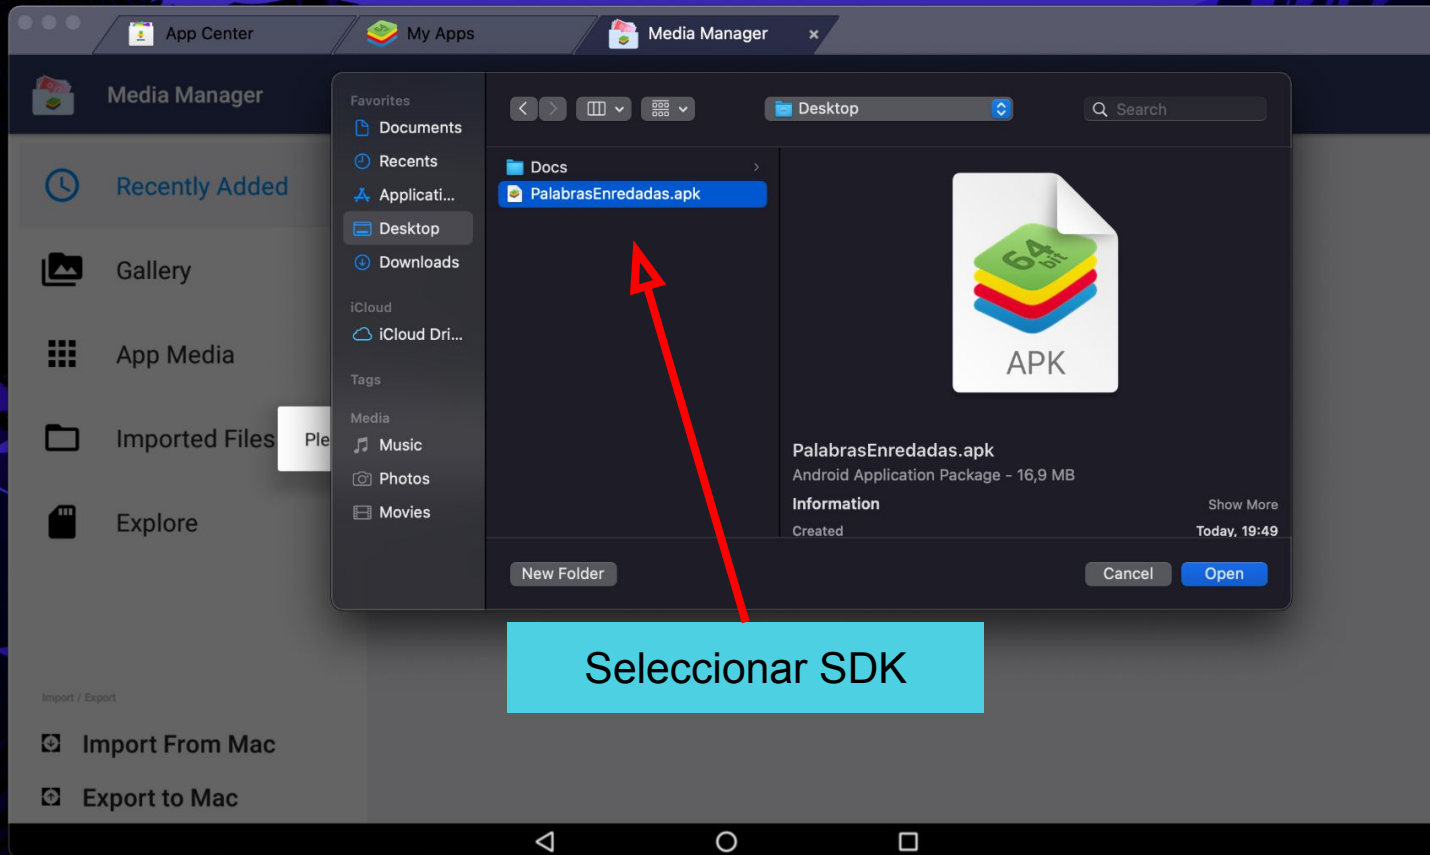 App Center
My Apps
Media Manager
Media Manager
Recently Added
Gallery
App Media
Imported Files
Explore
Import / Export
Import From Mac
Export to Mac
Ple
Favorites
Documents
Recents
Applicati...
Desktop
Downloads
iCloud
iCloud Dri...
Tags
Media
Music
Photos
Movies
Desktop
Search
Docs
PalabrasEnredadas.apk
64 bit
APK
PalabrasEnredadas.apk
Android Application Package - 16,9 MB
Information Show More
Created Today, 19:49
New Folder
Cancel
Open
Seleccionar SDK